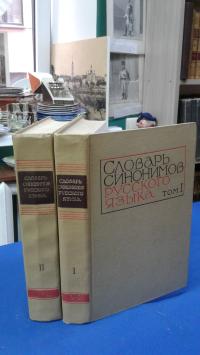 СЛОВАРЬ
СИНОНИМОВ
РУССКОГО
ЯЗЫКА
II
СЛОВАРЬ
СИНОНИМОВ
РУССКОГО
ЯЗЫКА
I
СЛОВАРЬ
СИНОНИМОВ
РУССКОГО
ЯЗЫКА ТОМ I